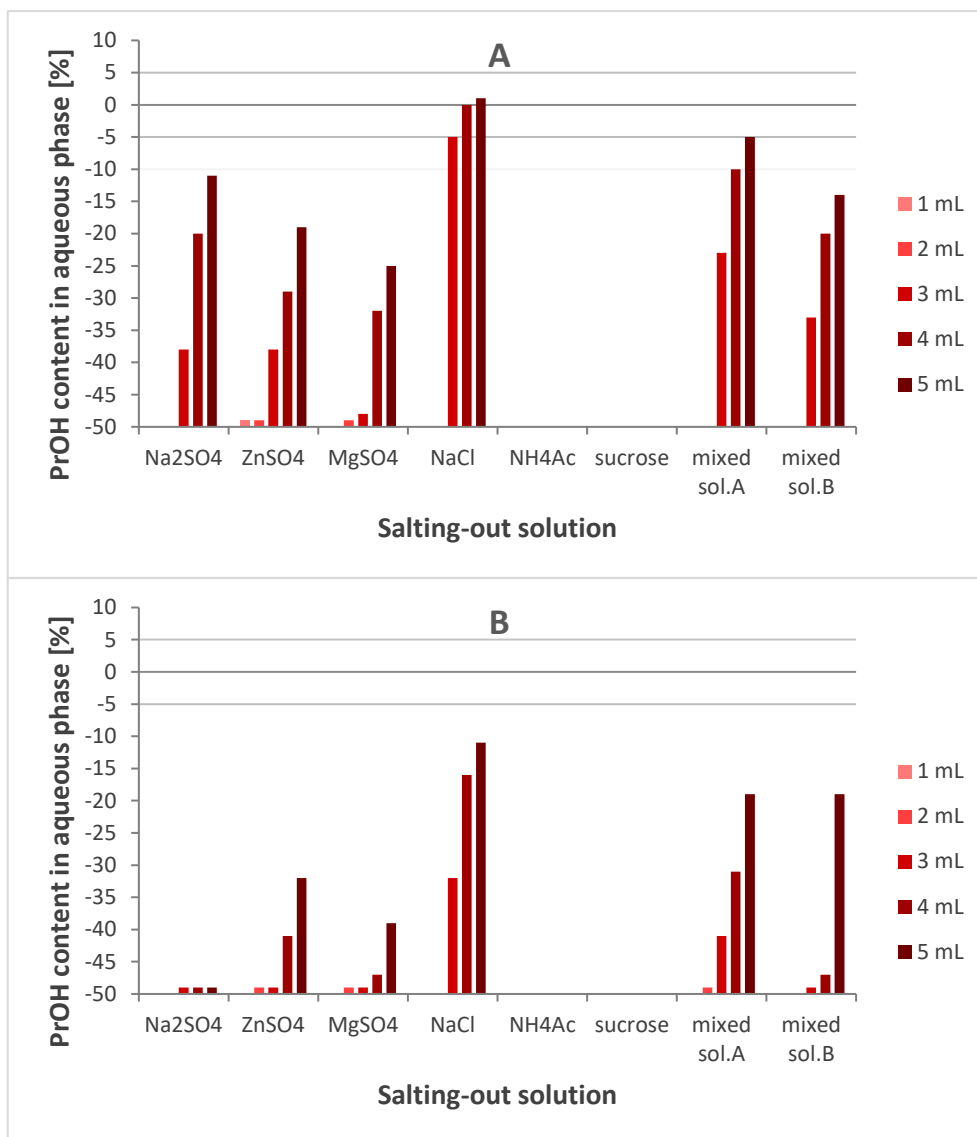 A
PrOH content in aqueous phase [%]
10
5
0
-5
-10
-15
-20
-25
-30
-35
-40
-45
-50
Na2SO4 ZnSO4 MgSO4 NaCl NH4Ac sucrose mixed sol.A mixed sol.B
Salting-out solution
1 mL
2 mL
3 mL
4 mL
5 mL
B
PrOH content in aqueous phase [%]
10
5
0
-5
-10
-15
-20
-25
-30
-35
-40
-45
-50
Na2SO4 ZnSO4 MgSO4 NaCl NH4Ac sucrose mixed sol.A mixed sol.B
Salting-out solution
1 mL
2 mL
3 mL
4 mL
5 mL